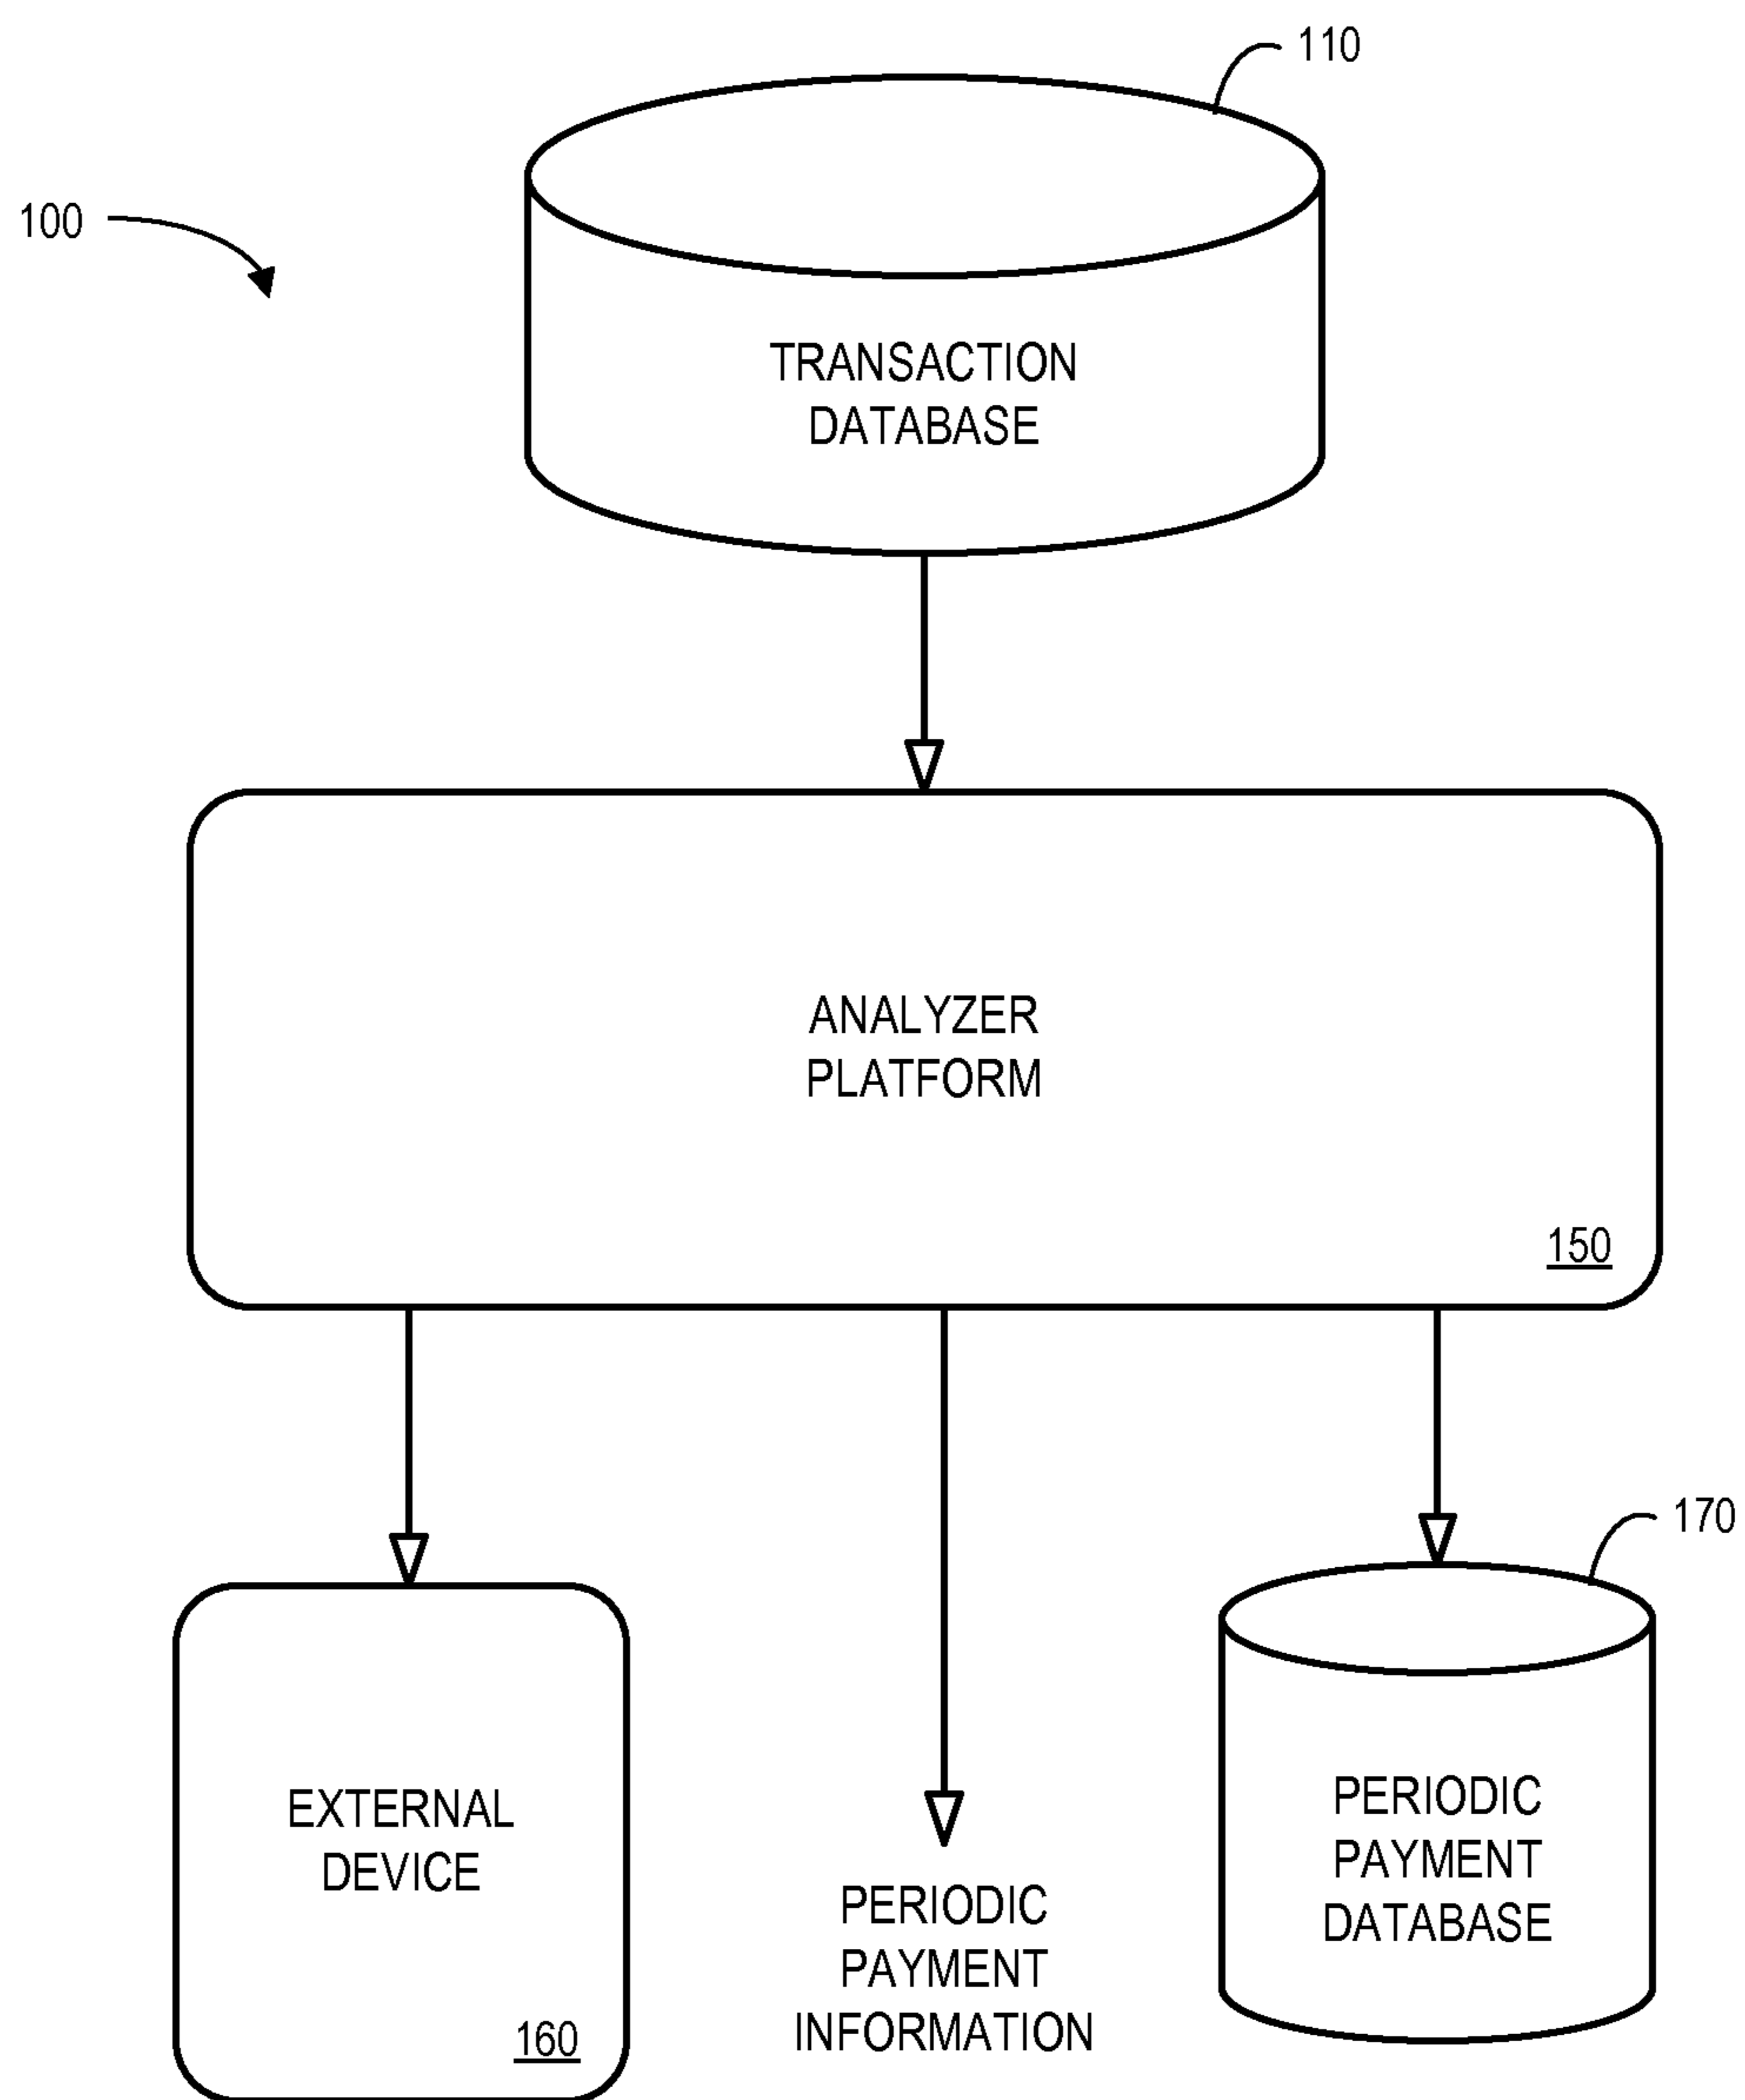 110
100
TRANSACTION
DATABASE
ANALYZER
PLATFORM
150
170
EXTERNAL
DEVICE
160
PERIODIC
PAYMENT
INFORMATION
PERIODIC
PAYMENT
DATABASE